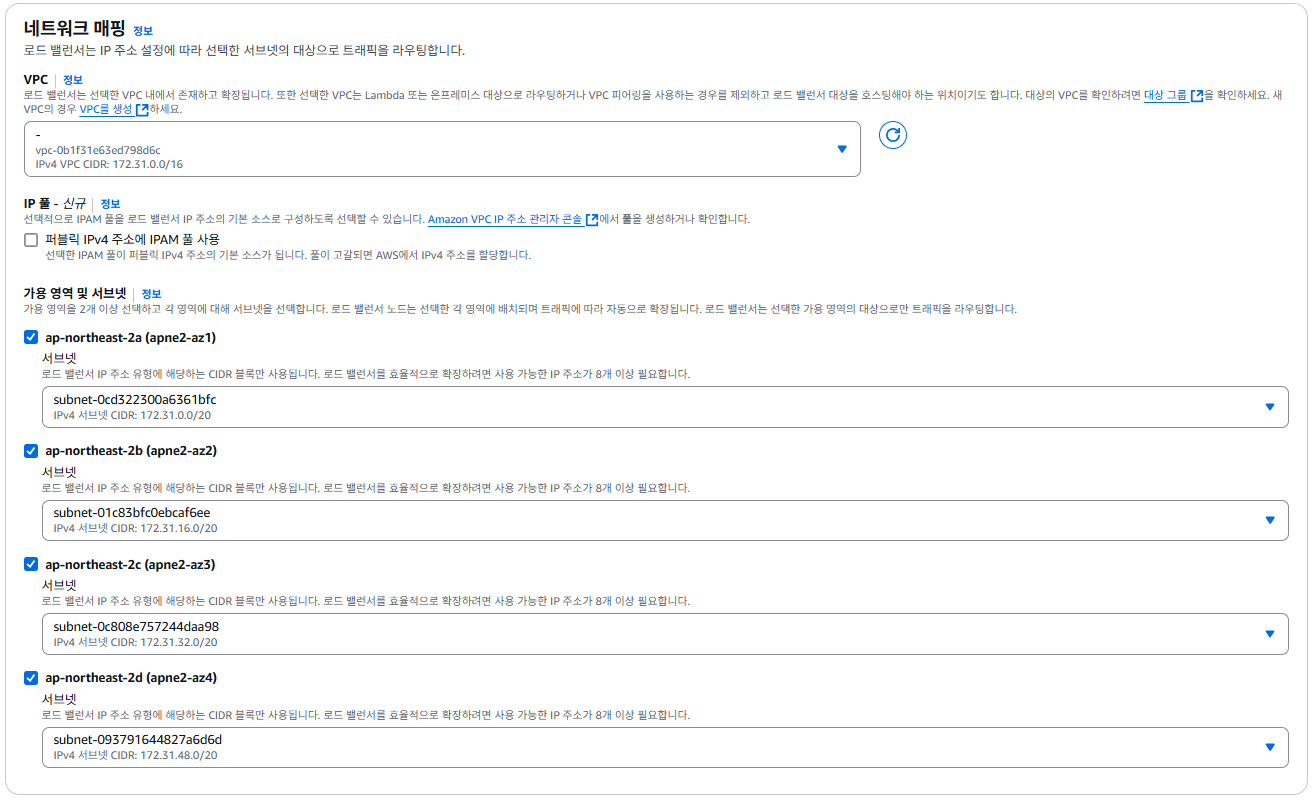 네트워크 매핑 정보
로드 밸런서는 IP 주소 설정에 따라 선택한 서브넷의 대상으로 트래픽을 라우팅합니다.
VPC 정보
로드 밸런서는 선택한 VPC 내에서 존재하고 확장됩니다. 또한 선택한 VPC는 Lambda 또는 온프레미스 대상으로 라우팅하거나 VPC 피어링을 사용하는 경우를 제외하고 로드 밸런서 대상을 호스팅해야 하는 위치이기도 합니다. 대상의 VPC를 확인하려면 대상 그룹을 확인하세요. 새
VPC의 경우 VPC를 생성하세요.
-
vpc-0b1f31e63ed798d6c
IPv4 VPC CIDR: 172.31.0.0/16
IP 풀 - 신규 정보
선택적으로 IPAM 풀을 로드 밸런서 IP 주소의 기본 소스로 구성하도록 선택할 수 있습니다. Amazon VPC IP 주소 관리자 콘솔에서 풀을 생성하거나 확인합니다.
퍼블릭 IPv4 주소에 IPAM 풀 사용
선택한 IPAM 풀이 퍼블릭 IPv4 주소의 기본 소스가 됩니다. 풀이 고갈되면 AWS에서 IPv4 주소를 할당합니다.
가용 영역 및 서브넷 정보
가용 영역을 2개 이상 선택하고 각 영역에 대해 서브넷을 선택합니다. 로드 밸런서 노드는 선택한 각 영역에 배치되며 트래픽에 따라 자동으로 확장됩니다. 로드 밸런서는 선택한 가용 영역의 대상으로만 트래픽을 라우팅합니다.
ap-northeast-2a (apne2-az1)
서브넷
로드 밸런서 IP 주소 유형에 해당하는 CIDR 블록만 사용됩니다. 로드 밸런서를 효율적으로 확장하려면 사용 가능한 IP 주소가 8개 이상 필요합니다.
subnet-0cd322300a6361bfc
IPv4 서브넷 CIDR: 172.31.0.0/20
ap-northeast-2b (apne2-az2)
서브넷
로드 밸런서 IP 주소 유형에 해당하는 CIDR 블록만 사용됩니다. 로드 밸런서를 효율적으로 확장하려면 사용 가능한 IP 주소가 8개 이상 필요합니다.
subnet-01c83bfc0ebcaf6ee
IPv4 서브넷 CIDR: 172.31.16.0/20
ap-northeast-2c (apne2-az3)
서브넷
로드 밸런서 IP 주소 유형에 해당하는 CIDR 블록만 사용됩니다. 로드 밸런서를 효율적으로 확장하려면 사용 가능한 IP 주소가 8개 이상 필요합니다.
subnet-0c808e757244daa98
IPv4 서브넷 CIDR: 172.31.32.0/20
ap-northeast-2d (apne2-az4)
서브넷
로드 밸런서 IP 주소 유형에 해당하는 CIDR 블록만 사용됩니다. 로드 밸런서를 효율적으로 확장하려면 사용 가능한 IP 주소가 8개 이상 필요합니다.
subnet-093791644827a6d6d
IPv4 서브넷 CIDR: 172.31.48.0/20